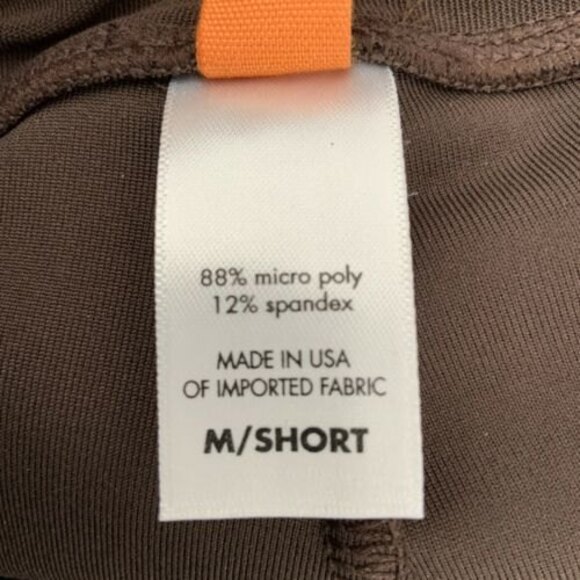 88% micro poly
12% spandex
MADE IN USA
OF IMPORTED FABRIC
M/SHORT